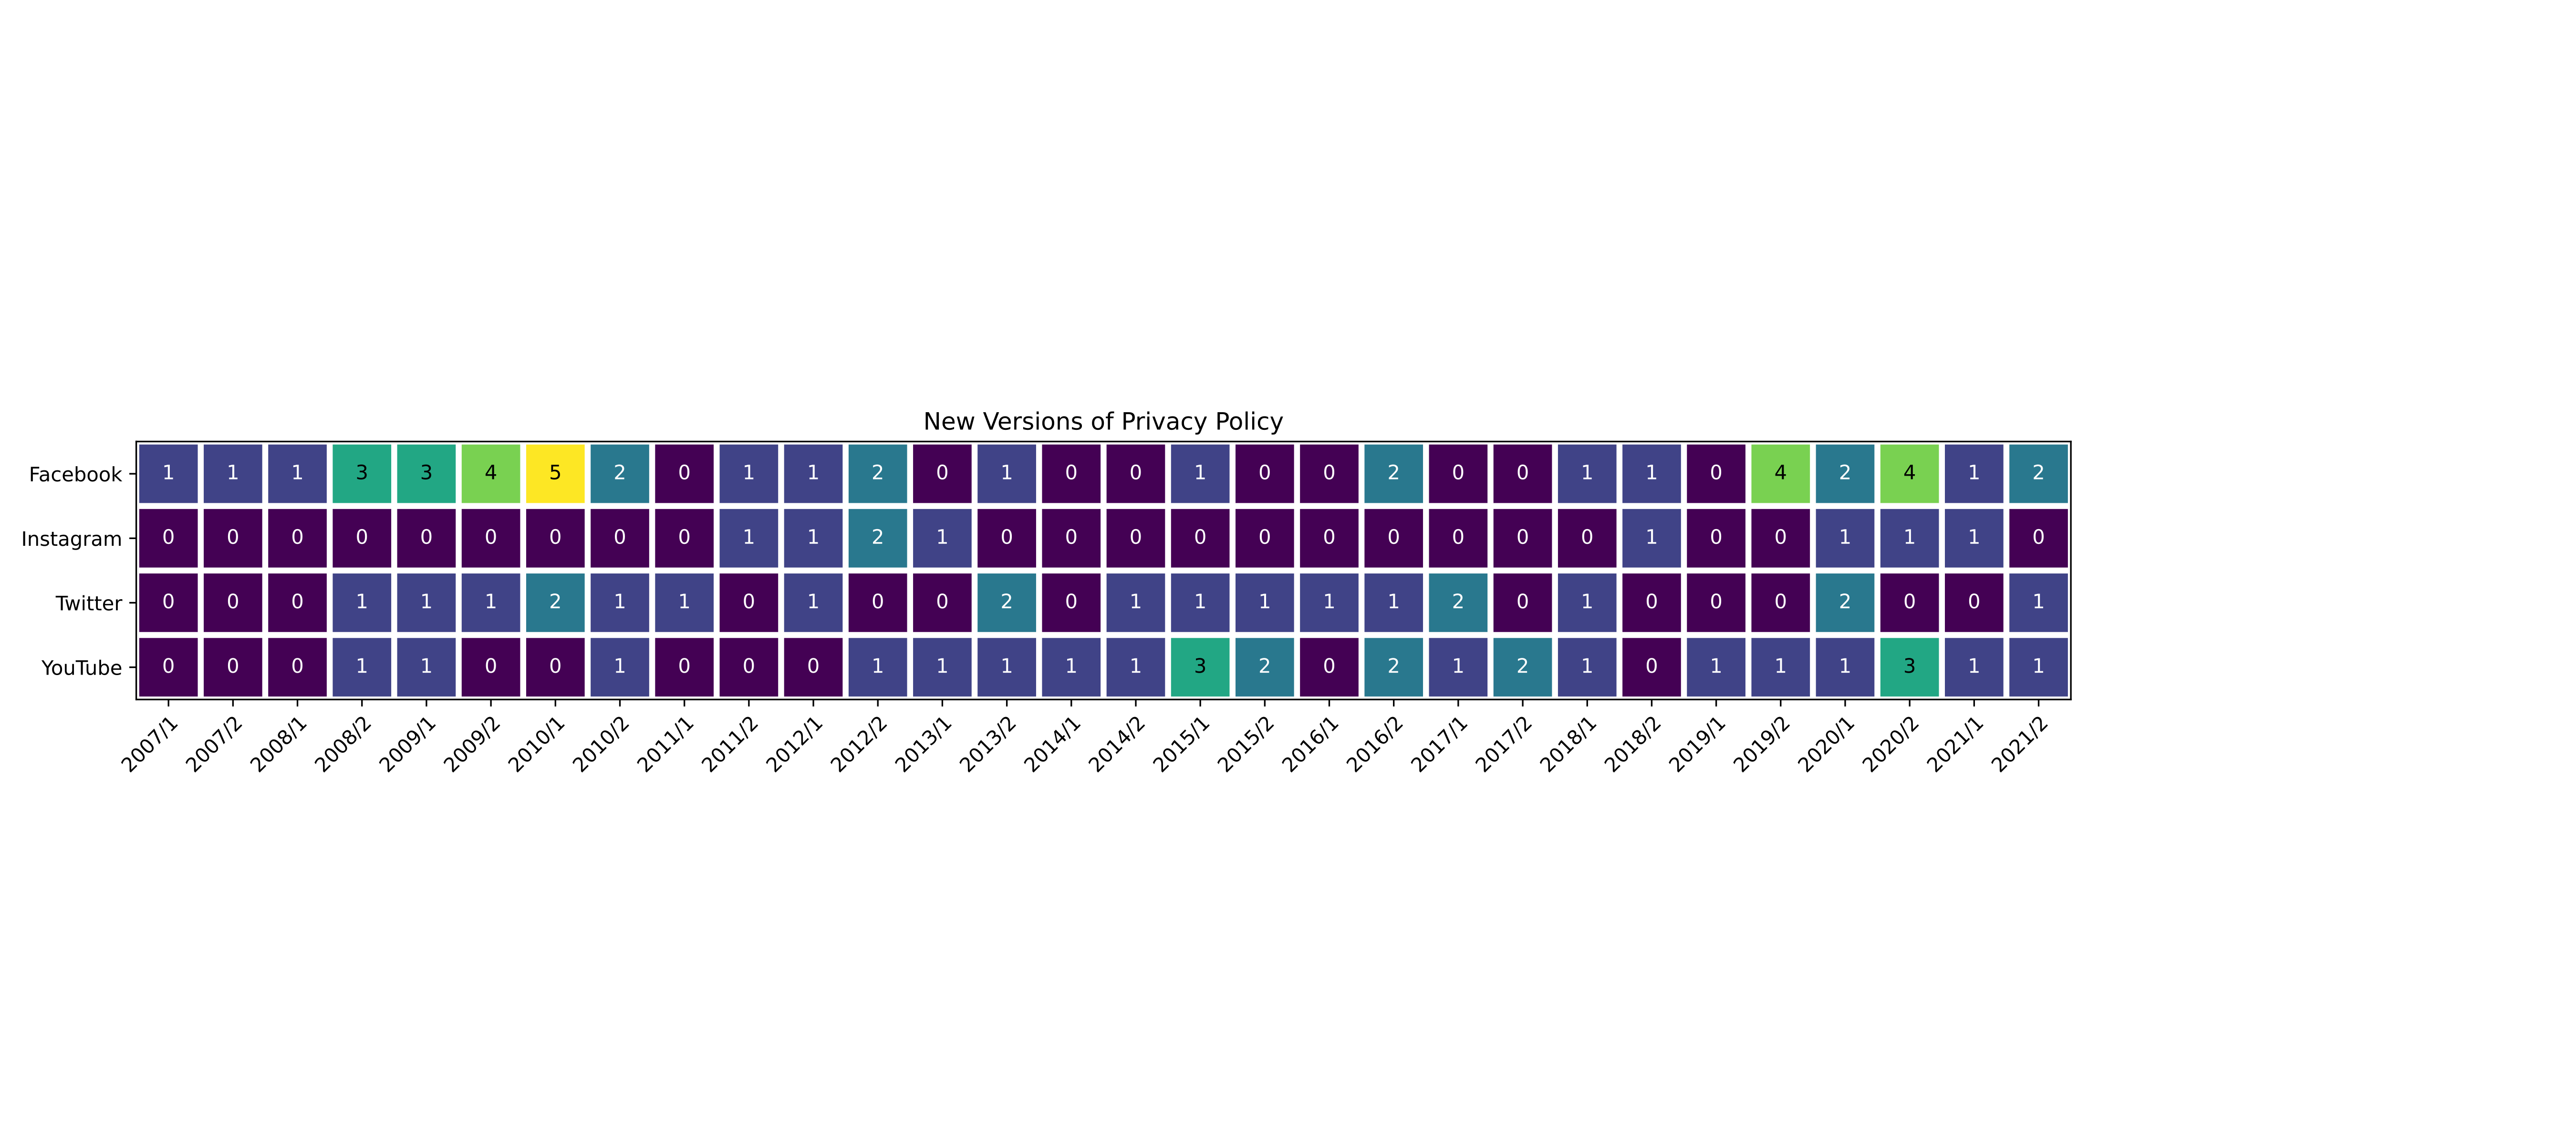 New Versions of Privacy Policy
Facebook 1 1 1 3 3 4 5 2 0 1 1 2 0 1 0 0 1 0 0 2 0 0 1 1 0 4 2 4 1 2
Instagram 0 0 0 0 0 0 0 0 0 1 1 2 1 0 0 0 0 0 0 0 0 0 0 1 0 0 1 1 1 0
Twitter 0 0 0 1 1 1 2 1 1 0 1 0 0 2 0 1 1 1 1 1 2 0 1 0 0 0 2 0 0 1
YouTube 0 0 0 1 1 0 0 1 0 0 0 1 1 1 1 1 3 2 0 2 1 2 1 0 1 1 1 3 1 1
2007/1 2007/2 2008/1 2008/2 2009/1 2009/2 2010/1 2010/2 2011/1 2011/2 2012/1 2012/2 2013/1 2013/2 2014/1 2014/2 2015/1 2015/2 2016/1 2016/2 2017/1 2017/2 2018/1 2018/2 2019/1 2019/2 2020/1 2020/2 2021/1 2021/2